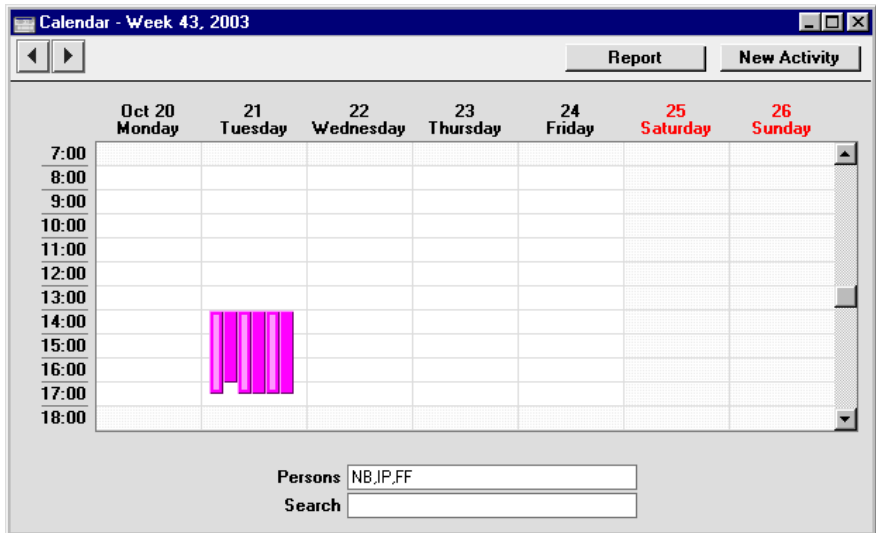 Calendar - Week 43, 2003
Report New Activity
Oct 20 21 22 23 24 25 26
Monday Tuesday Wednesday Thursday Friday Saturday Sunday
7:00
8:00
9:00
10:00
11:00
12:00
13:00
14:00
15:00
16:00
17:00
18:00
Persons NB,IP,FF
Search